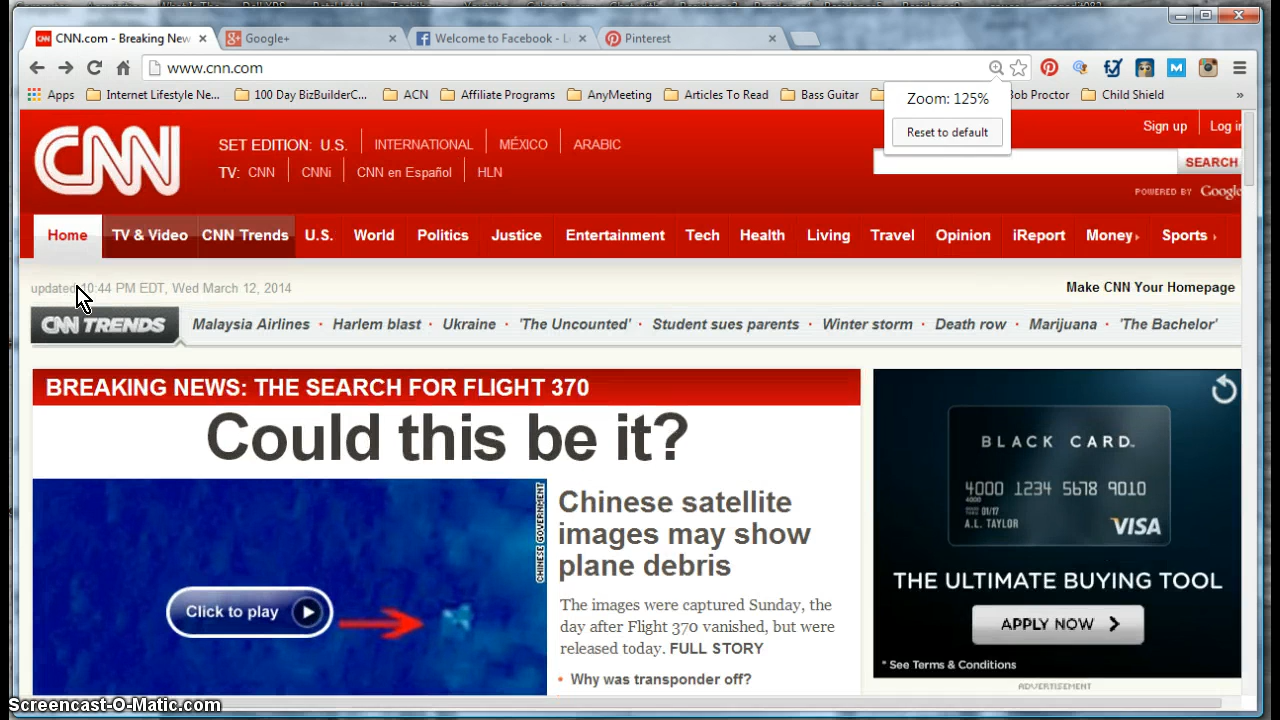 CNN.com - Breaking New
Google+
Welcome to Facebook - L
Pinterest
www.cnn.com
Apps
Internet Lifestyle Ne...
100 Day BizBuilderC...
ACN
Affiliate Programs
AnyMeeting
Articles To Read
Bass Guitar
Bob Proctor
Child Shield
»
Zoom: 125%
Reset to default
CNN
SET EDITION: U.S.
INTERNATIONAL
MÉXICO
ARABIC
TV: CNN
CNNi
CNN en Español
HLN
Sign up
Log in
SEARCH
POWERED BY Google
Home
TV & Video
CNN Trends
U.S.
World
Politics
Justice
Entertainment
Tech
Health
Living
Travel
Opinion
iReport
Money
Sports
updated 10:44 PM EDT, Wed March 12, 2014
Make CNN Your Homepage
CNN TRENDS
Malaysia Airlines · Harlem blast · Ukraine · 'The Uncounted' · Student sues parents · Winter storm · Death row · Marijuana · 'The Bachelor'
BREAKING NEWS: THE SEARCH FOR FLIGHT 370
Could this be it?
CHINESE GOVERNMENT
Click to play
Chinese satellite
images may show
plane debris
The images were captured Sunday, the
day after Flight 370 vanished, but were
released today. FULL STORY
• Why was transponder off?
BLACK CARD™
4000 1234 5678 9010
4000
01/17
A.L. TAYLOR
VISA
THE ULTIMATE BUYING TOOL
APPLY NOW
* See Terms & Conditions
ADVERTISEMENT
Screencast-O-Matic.com